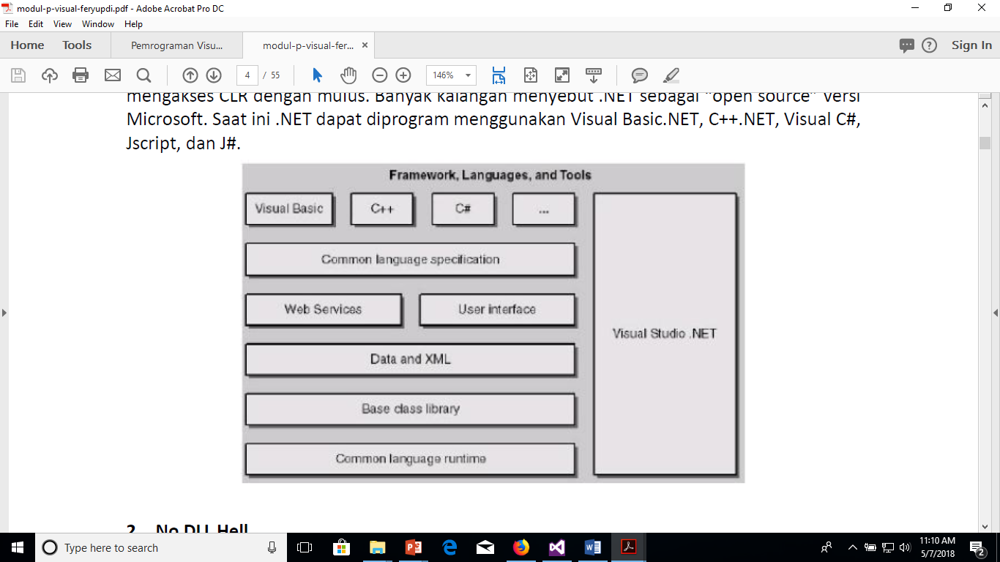 modul-p-visual-feryupdi.pdf - Adobe Acrobat Pro DC
File Edit View Window Help
Home Tools Pemrograman Visu... modul-p-visual-fer... × Sign In
4 / 55 146%
mengakses CLR dengan mulus. Banyak kalangan menyebut .NET sebagai "open source" versi
Microsoft. Saat ini .NET dapat diprogram menggunakan Visual Basic.NET, C++.NET, Visual C#,
Jscript, dan J#.
Framework, Languages, and Tools
Visual Basic C++ C# ...
Common language specification
Web Services User interface
Data and XML
Visual Studio .NET
Base class library
Common language runtime
2. No DLL Hell
Type here to search
11:10 AM
5/7/2018
2